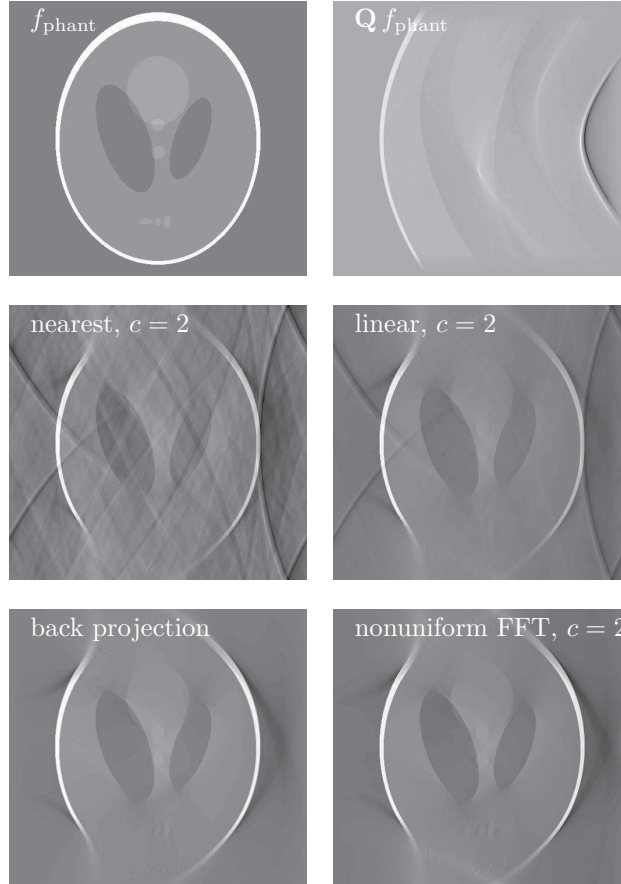 f_phant
Q f_phant
nearest, c = 2
linear, c = 2
back projection
nonuniform FFT, c = 2